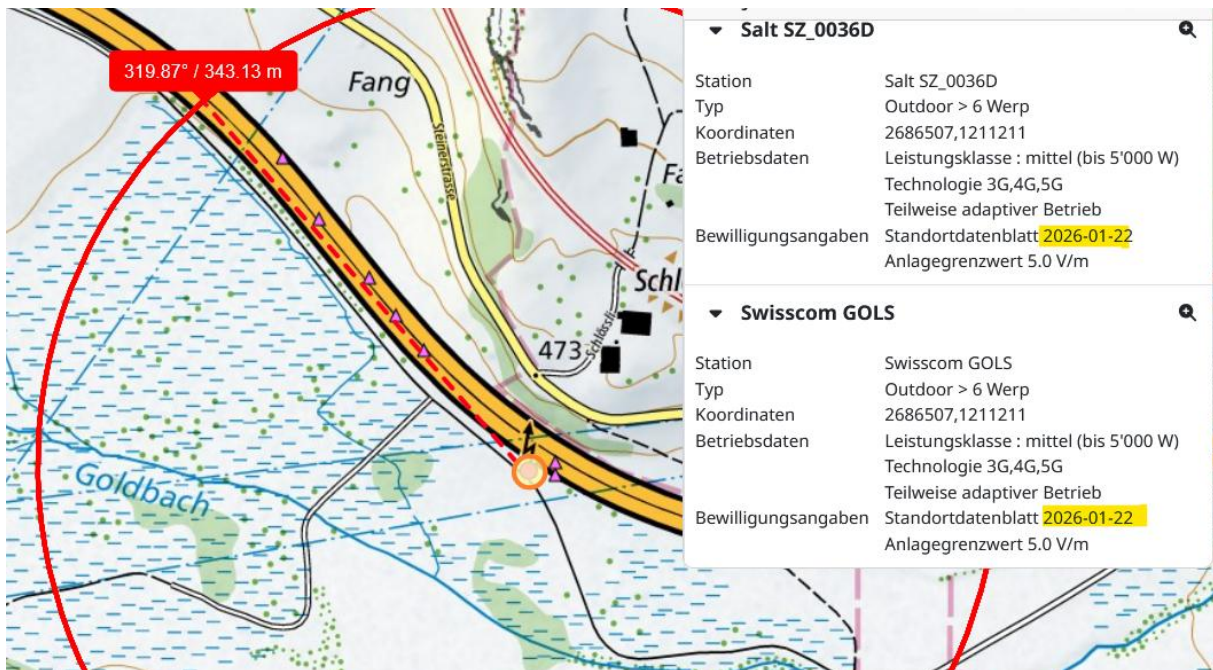 319.87° / 343.13 m
Fang
Steinerstrasse
473
Schlössli
Goldbach
Salt SZ_0036D
Station Salt SZ_0036D
Typ Outdoor > 6 Werp
Koordinaten 2686507,1211211
Betriebsdaten Leistungsklasse : mittel (bis 5'000 W)
Technologie 3G,4G,5G
Teilweise adaptiver Betrieb
Bewilligungsangaben Standortdatenblatt 2026-01-22
Anlagegrenzwert 5.0 V/m
Swisscom GOLS
Station Swisscom GOLS
Typ Outdoor > 6 Werp
Koordinaten 2686507,1211211
Betriebsdaten Leistungsklasse : mittel (bis 5'000 W)
Technologie 3G,4G,5G
Teilweise adaptiver Betrieb
Bewilligungsangaben Standortdatenblatt 2026-01-22
Anlagegrenzwert 5.0 V/m